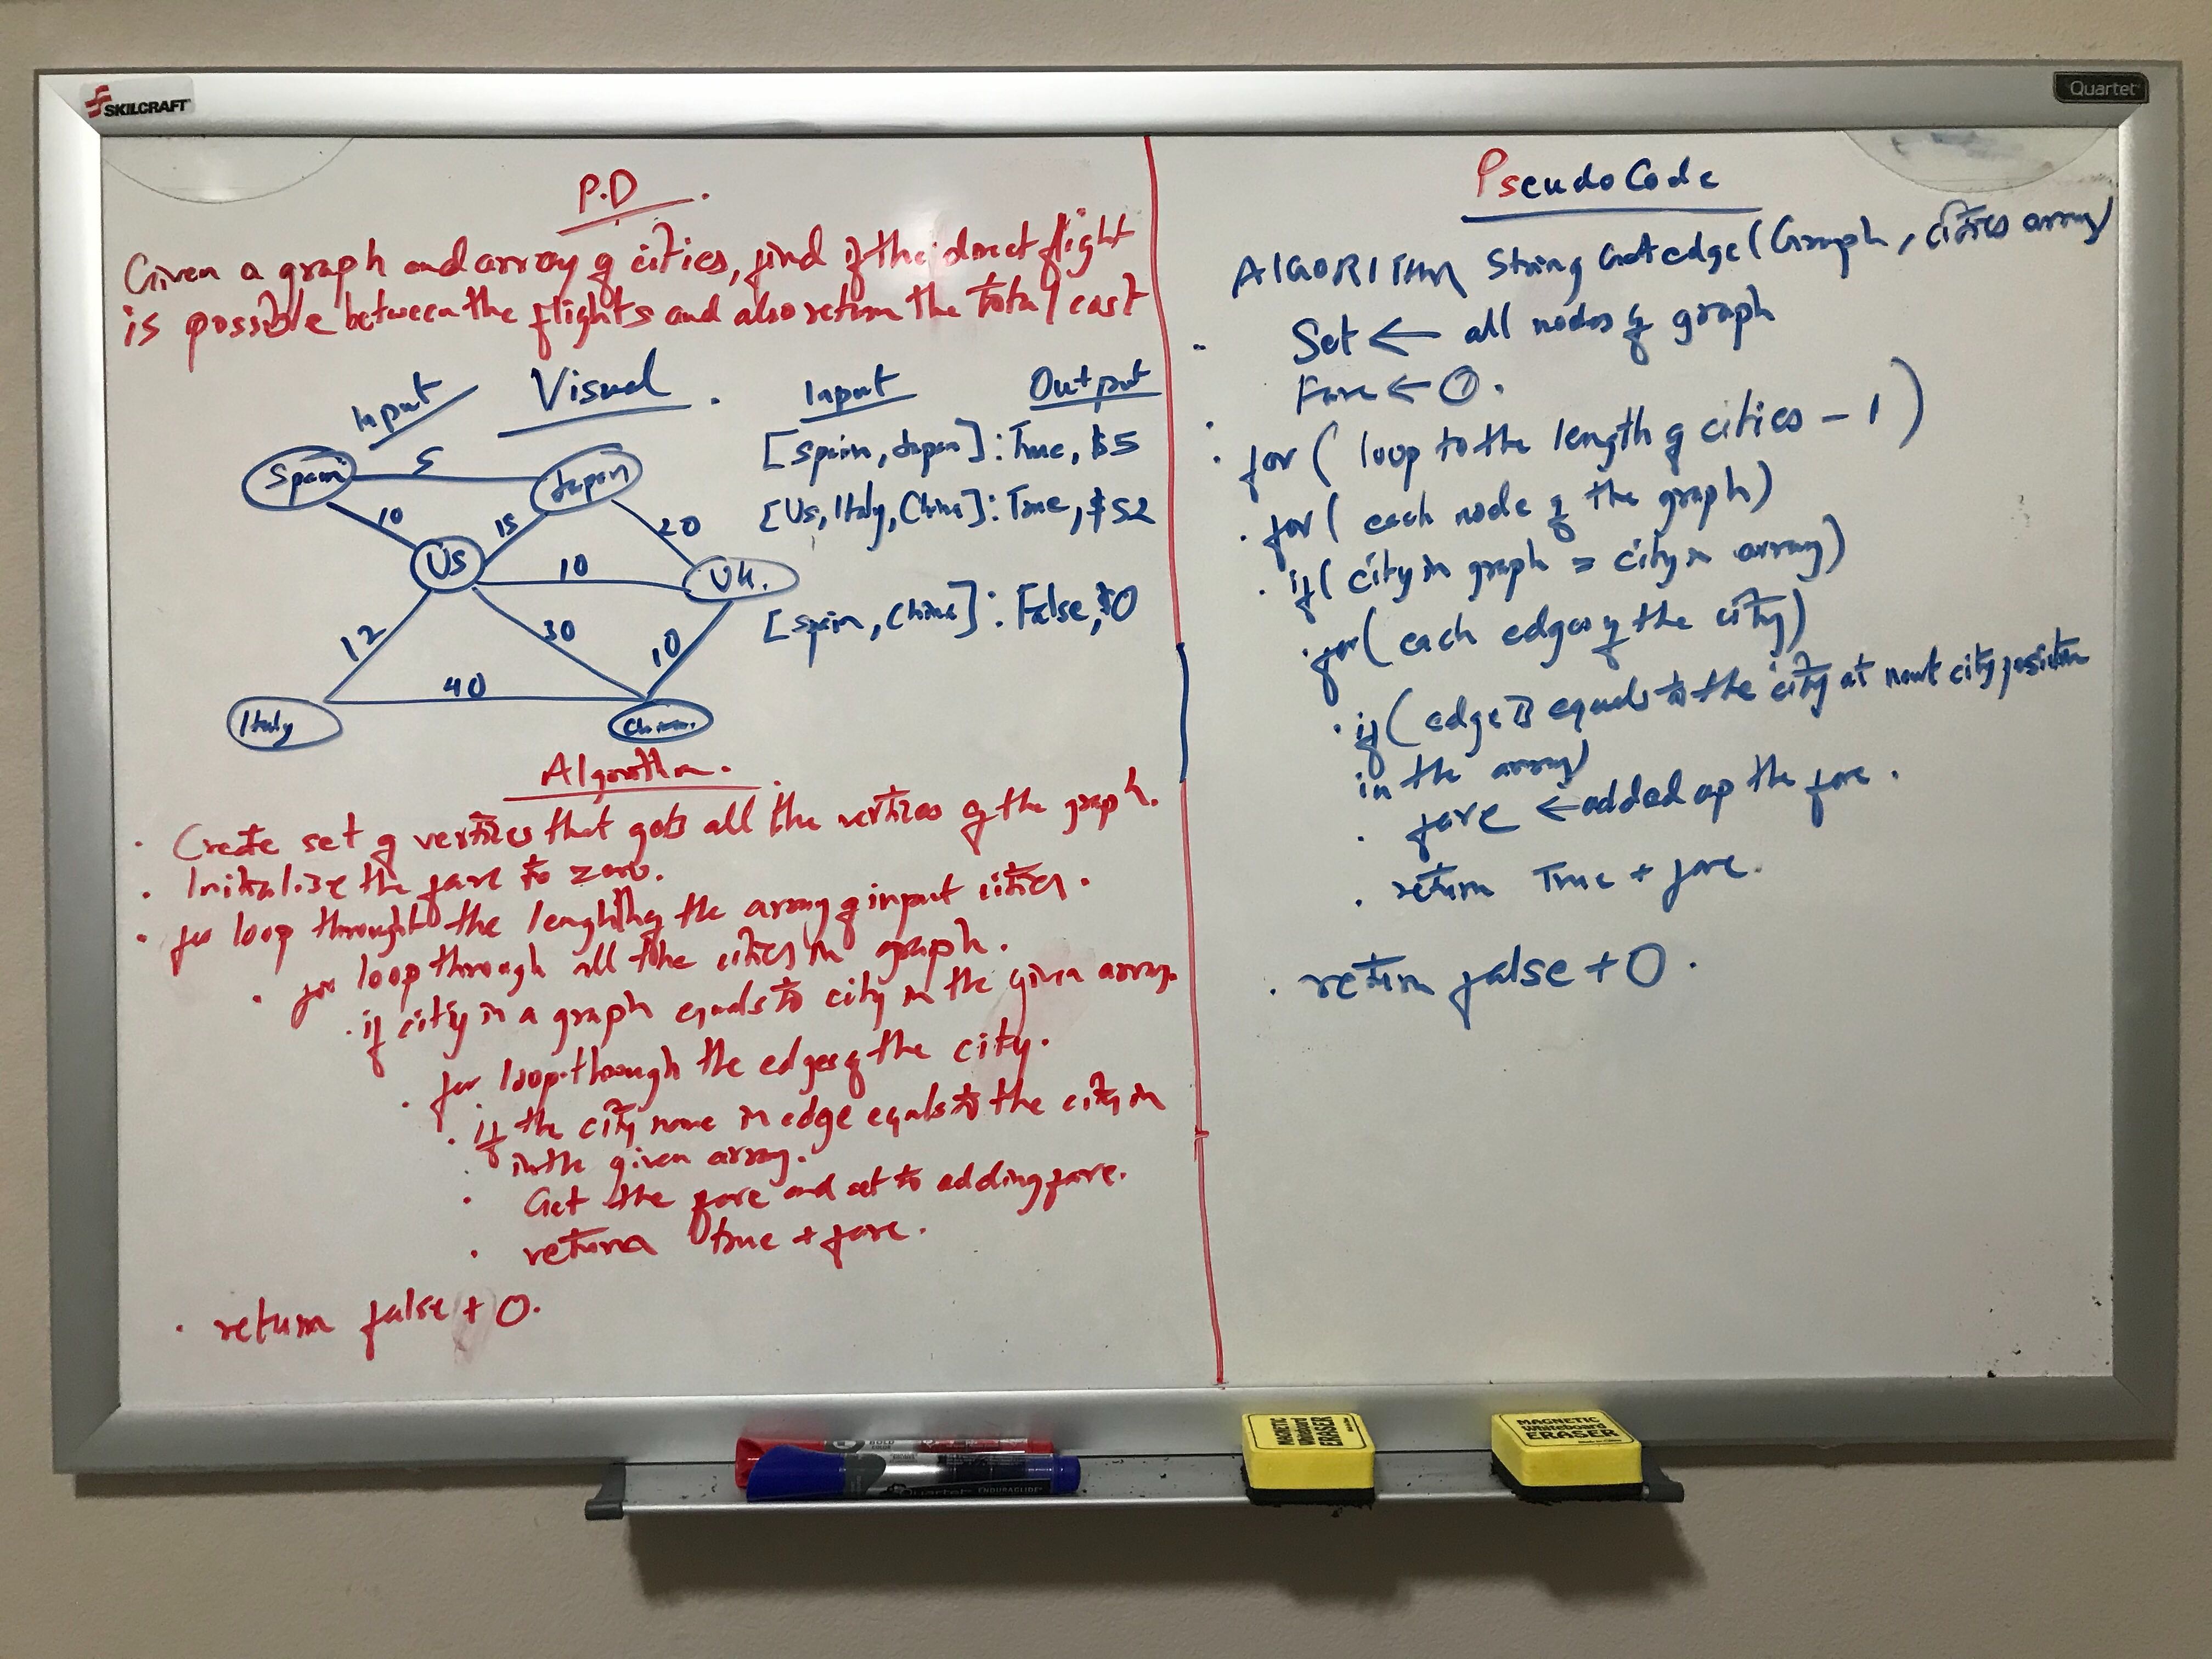 SKILCRAFT
Quartet
P.D
Given a graph and array of cities, find if the direct flight
is possible between the flights and also return the total cost
Input
Visual
Input
Output
Spain
5
Japan
10
15
20
US
10
UK.
12
30
10
Italy
40
China.
[Spain, Japan]: True, $5
[Us, Italy, China]: True, $52
[Spain, China]: False, $0
Algorithm.
. Create set of vertices that gets all the vertices of the graph.
. Initialize the fare to zero.
. for loop through the the array of input cities.
. for loop through all the cities in graph.
. if city in a graph equals to city in the given array.
. for loop through the edges of the city.
. if the city name in edge equals to the city in
in the given array.
. Get the fare and set to adding fare.
. return true + fare.
. return false + 0.
PseudoCode
ALGORITHM String Getedge(Graph, cities array)
. Set ← all nodes of graph
. Fare ← 0.
. for( loop to the length of cities - 1)
. for( each node of the graph)
. if( city in graph = city in array)
. for( each edges of the city)
. if( edge is equals to the city at next city position
in the array)
. fare ← added up the fare.
. return True + fare.
. return false + 0.
BOLD
COLOR
Quartet ENDURAGLIDE
MAGNETIC
Whiteboard
ERASER
MAGNETIC
Whiteboard
ERASER